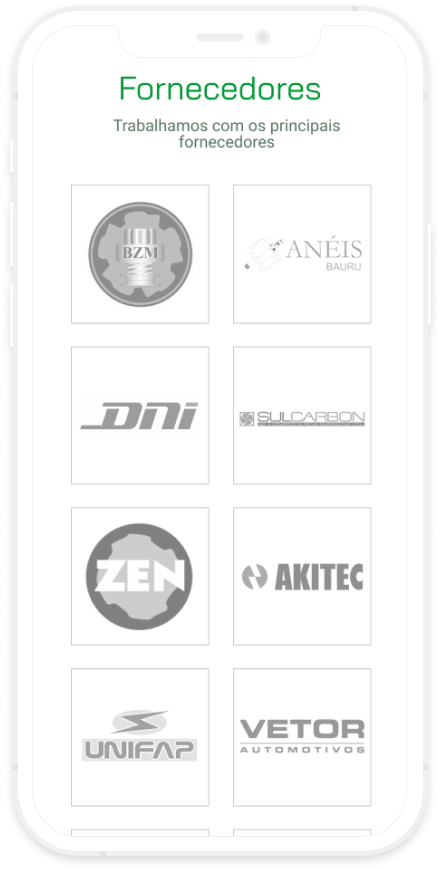 Fornecedores
Trabalhamos com os principais
fornecedores
BZM
ANÉIS
BAURU
DNi
SULCARBON
ZEN
AKITEC
UNIFAP
VETOR
AUTOMOTIVOS